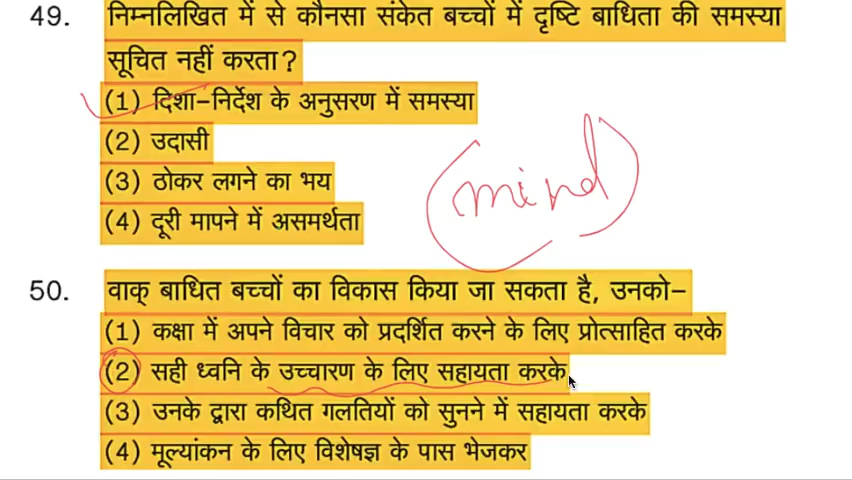 49. निम्नलिखित में से कौनसा संकेत बच्चों में दृष्टि बाधिता की समस्या
सूचित नहीं करता?
(1) दिशा-निर्देश के अनुसरण में समस्या
(2) उदासी
(3) ठोकर लगने का भय
(4) दूरी मापने में असमर्थता
mind
50. वाक् बाधित बच्चों का विकास किया जा सकता है, उनको-
(1) कक्षा में अपने विचार को प्रदर्शित करने के लिए प्रोत्साहित करके
(2) सही ध्वनि के उच्चारण के लिए सहायता करके
(3) उनके द्वारा कथित गलतियों को सुनने में सहायता करके
(4) मूल्यांकन के लिए विशेषज्ञ के पास भेजकर